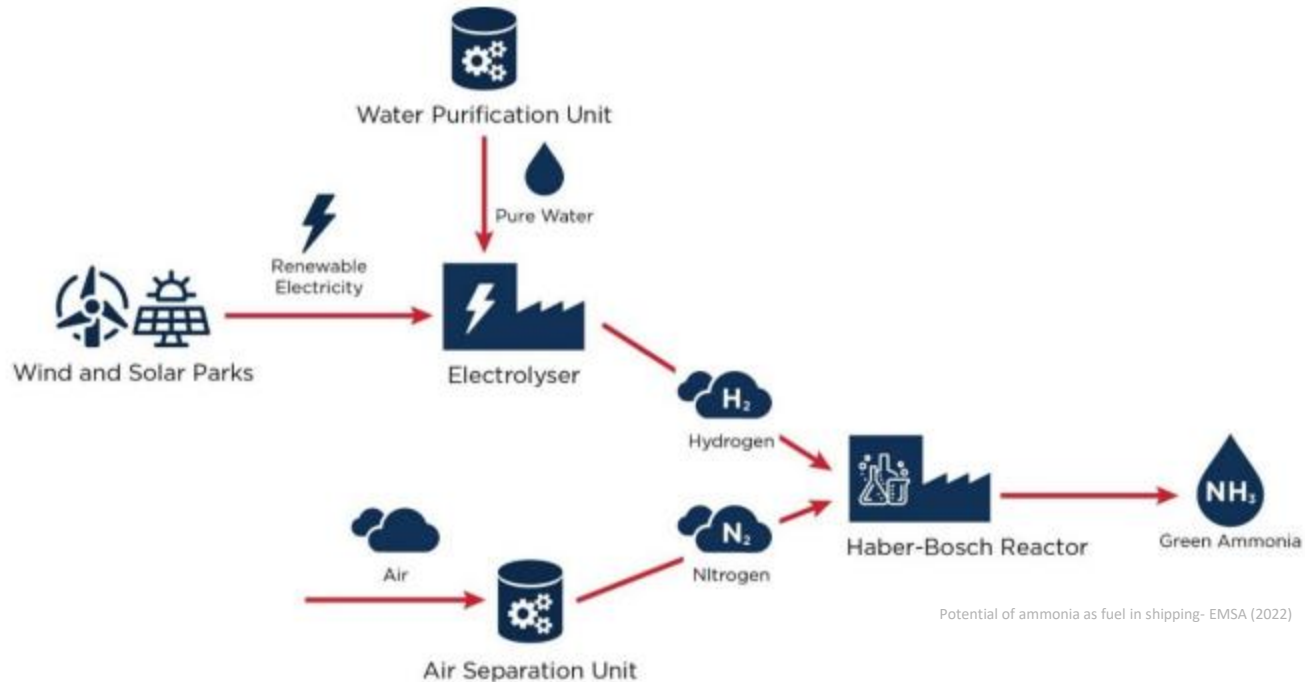 Water Purification Unit
Pure Water
Renewable
Electricity
Wind and Solar Parks
Electrolyser
H₂
Hydrogen
N₂
NItrogen
Haber-Bosch Reactor
NH₃
Green Ammonia
Air
Air Separation Unit
Potential of ammonia as fuel in shipping- EMSA (2022)